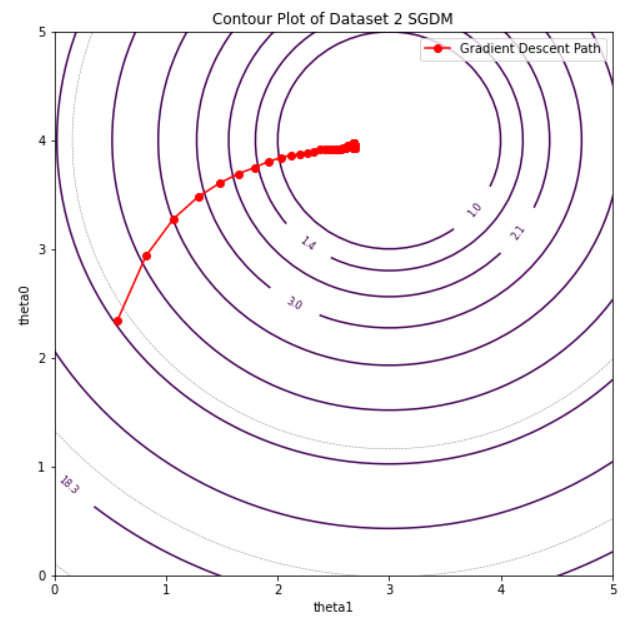 Contour Plot of Dataset 2 SGDM
Gradient Descent Path
5
4
3
2
1
0
theta0
1.0
2.1
1.4
3.0
18.3
0 1 2 3 4 5
theta1